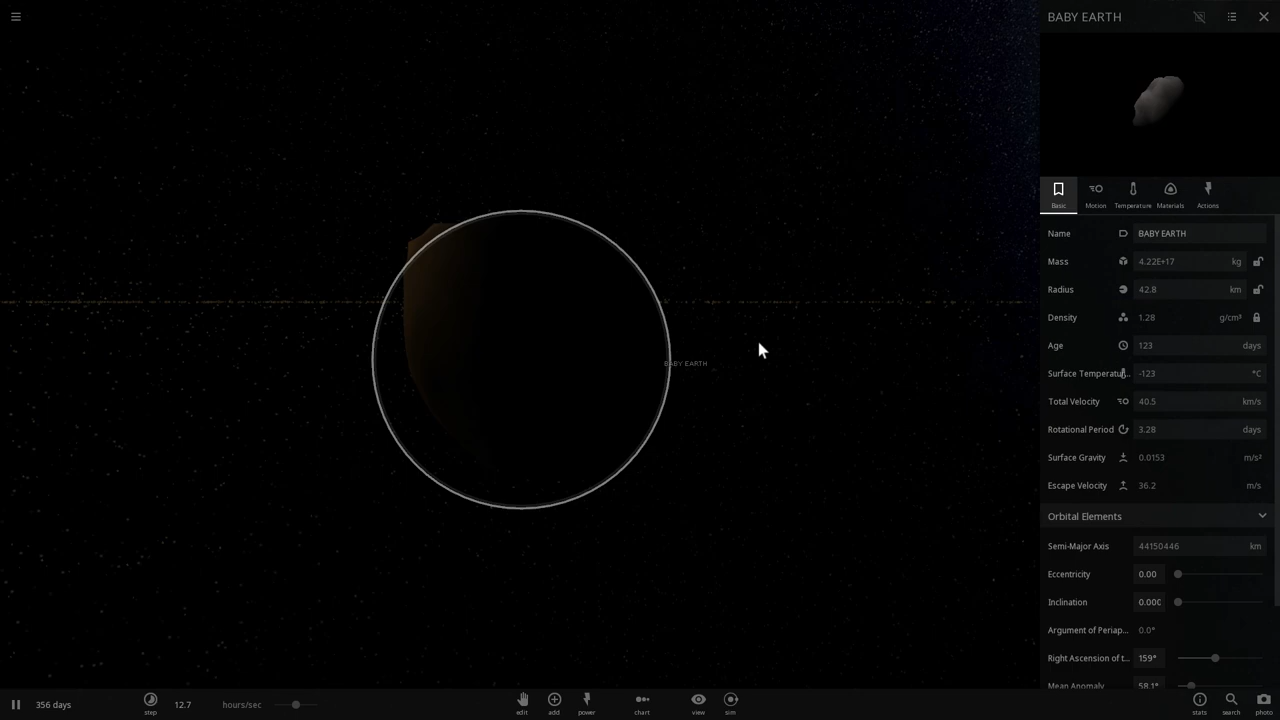 BABY EARTH
BABY EARTH
Basic
Motion
Temperature
Materials
Actions
Name BABY EARTH
Mass 4.22E+17 kg
Radius 42.8 km
Density 1.28 g/cm³
Age 123 days
Surface Temperatu... -123 °C
Total Velocity 40.5 km/s
Rotational Period 3.28 days
Surface Gravity 0.0153 m/s²
Escape Velocity 36.2 m/s
Orbital Elements
Semi-Major Axis 44150446 km
Eccentricity 0.00
Inclination 0.00
Argument of Periap... 0.0°
Right Ascension of t... 159°
Mean Anomaly 58.1°
356 days
step
12.7 hours/sec
edit
add
power
chart
view
sim
stats
search
photo